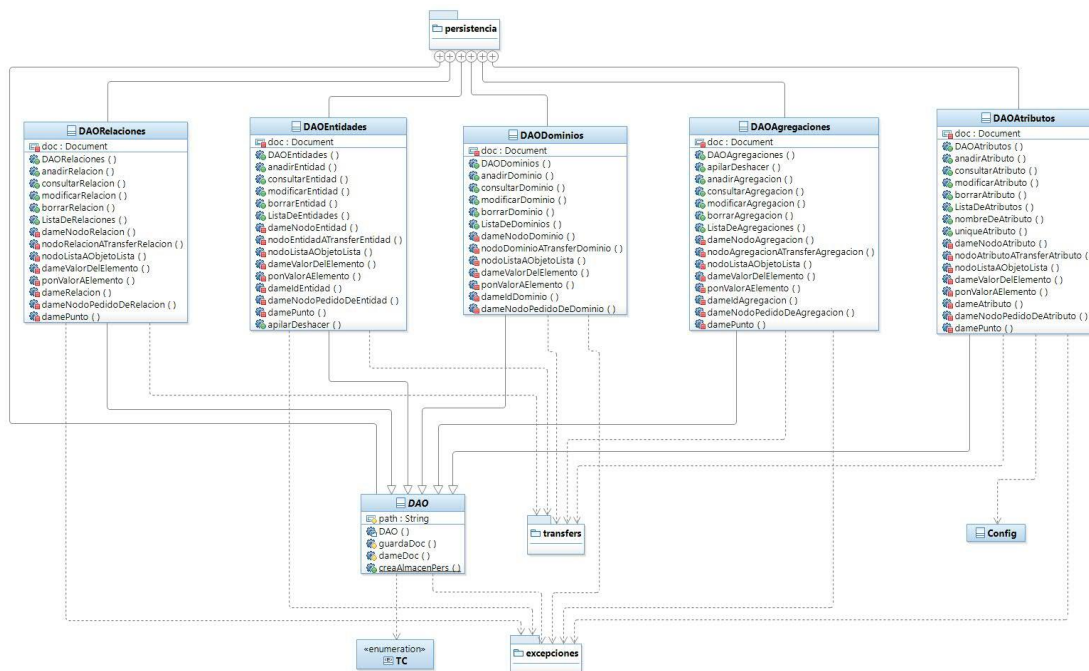 persistencia
DAORelaciones
doc : Document
DAORelaciones ( )
anadirRelacion ( )
consultarRelacion ( )
modificarRelacion ( )
borrarRelacion ( )
ListaDeRelaciones ( )
dameNodoRelacion ( )
nodoRelacionATransferRelacion ( )
nodoListaAObjetoLista ( )
dameValorDelElemento ( )
ponValorAElemento ( )
dameRelacion ( )
dameNodoPedidoDeRelacion ( )
damePunto ( )
DAOEntidades
doc : Document
DAOEntidades ( )
anadirEntidad ( )
consultarEntidad ( )
modificarEntidad ( )
borrarEntidad ( )
ListaDeEntidades ( )
dameNodoEntidad ( )
nodoEntidadATransferEntidad ( )
nodoListaAObjetoLista ( )
dameValorDelElemento ( )
ponValorAElemento ( )
dameIdEntidad ( )
dameNodoPedidoDeEntidad ( )
damePunto ( )
apilarDeshacer ( )
DAODominios
doc : Document
DAODominios ( )
anadirDominio ( )
consultarDominio ( )
modificarDominio ( )
borrarDominio ( )
ListaDeDominios ( )
dameNodoDominio ( )
nodoDominioATransferDominio ( )
nodoListaAObjetoLista ( )
dameValorDelElemento ( )
ponValorAElemento ( )
dameIdDominio ( )
dameNodoPedidoDeDominio ( )
DAOAgregaciones
doc : Document
DAOAgregaciones ( )
apilarDeshacer ( )
anadirAgregacion ( )
consultarAgregacion ( )
modificarAgregacion ( )
borrarAgregacion ( )
ListaDeAgregaciones ( )
dameNodoAgregacion ( )
nodoAgregacionATransferAgregacion ( )
nodoListaAObjetoLista ( )
dameValorDelElemento ( )
ponValorAElemento ( )
dameIdAgregacion ( )
dameNodoPedidoDeAgregacion ( )
damePunto ( )
DAOAtributos
doc : Document
DAOAtributos ( )
anadirAtributo ( )
consultarAtributo ( )
modificarAtributo ( )
borrarAtributo ( )
ListaDeAtributos ( )
nombreDeAtributo ( )
uniqueAtributo ( )
dameNodoAtributo ( )
nodoAtributoATransferAtributo ( )
nodoListaAObjetoLista ( )
dameValorDelElemento ( )
ponValorAElemento ( )
dameAtributo ( )
dameNodoPedidoDeAtributo ( )
damePunto ( )
DAO
path : String
DAO ( )
guardaDoc ( )
dameDoc ( )
creaAlmacenPers ( )
transfers
Config
«enumeration»
TC
excepciones